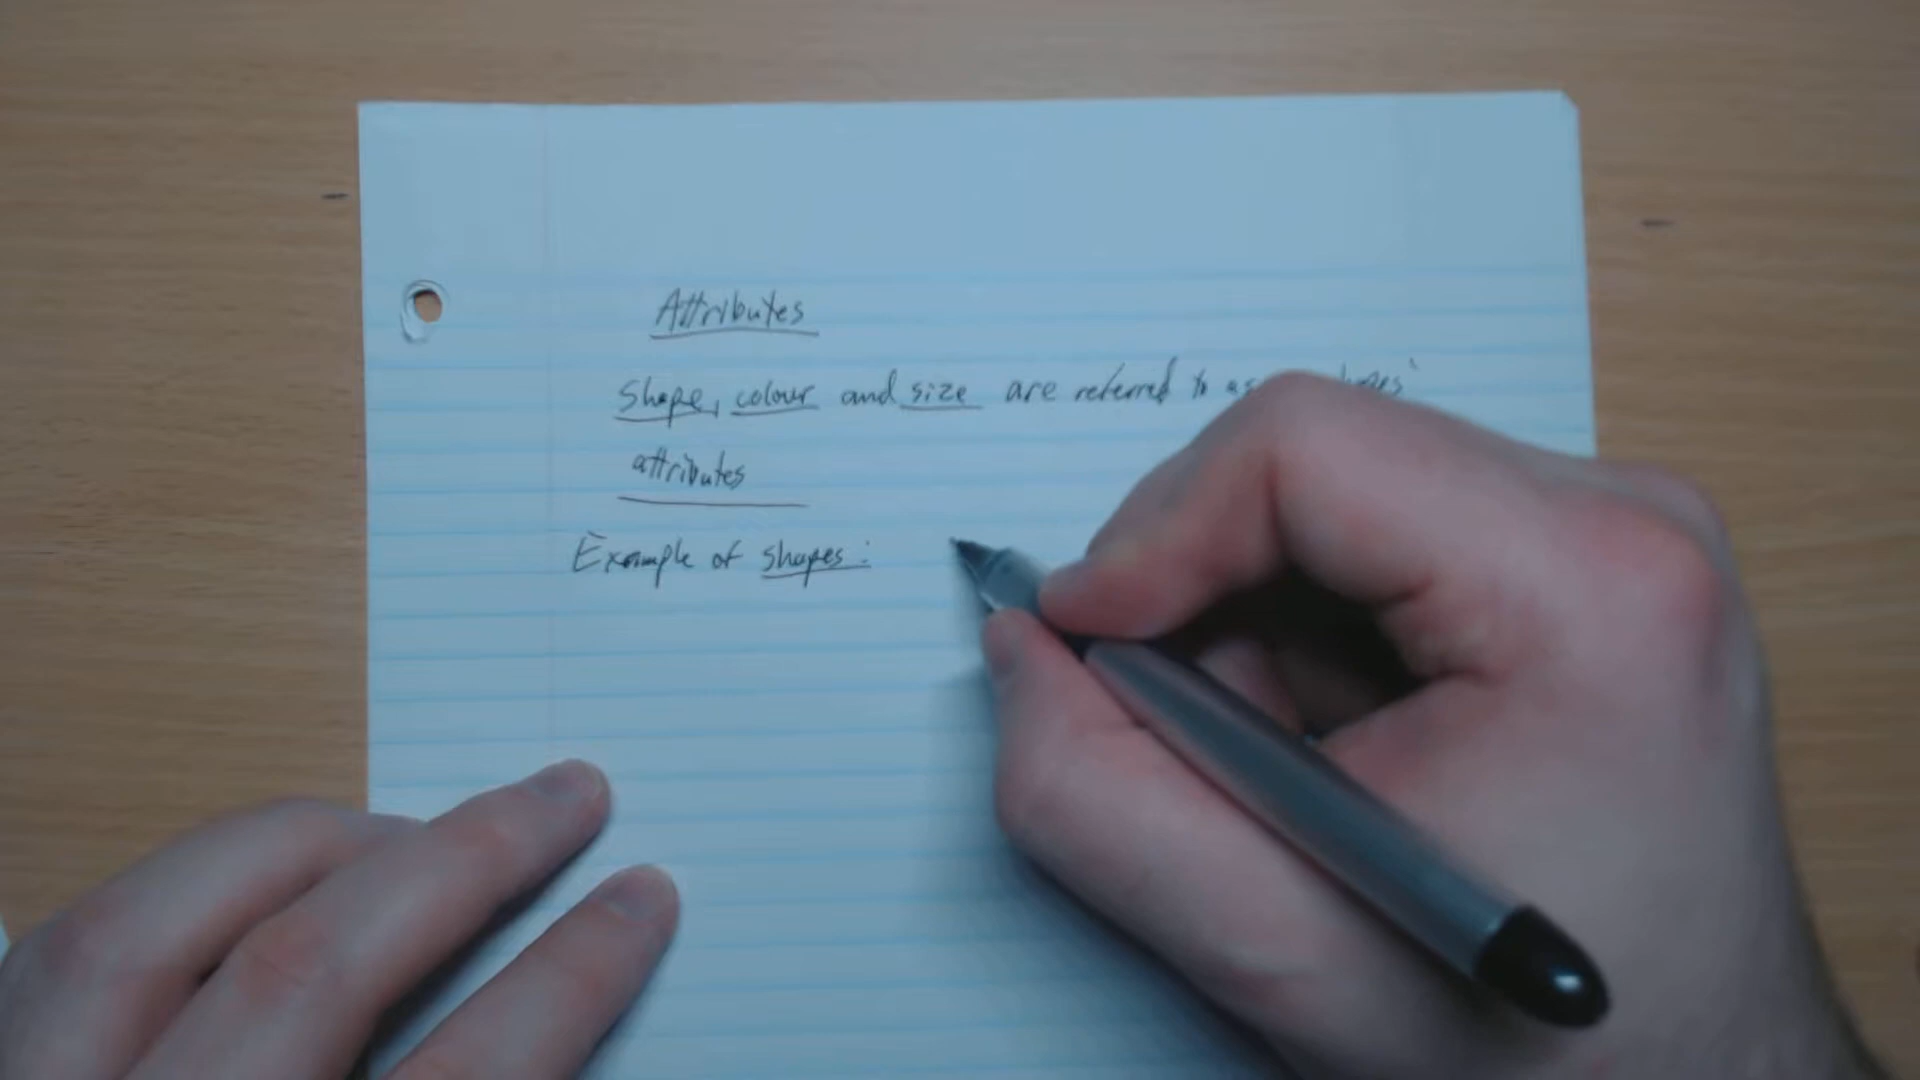 Attributes
Shape, colour and size are referred to as
attributes
Example of shapes: